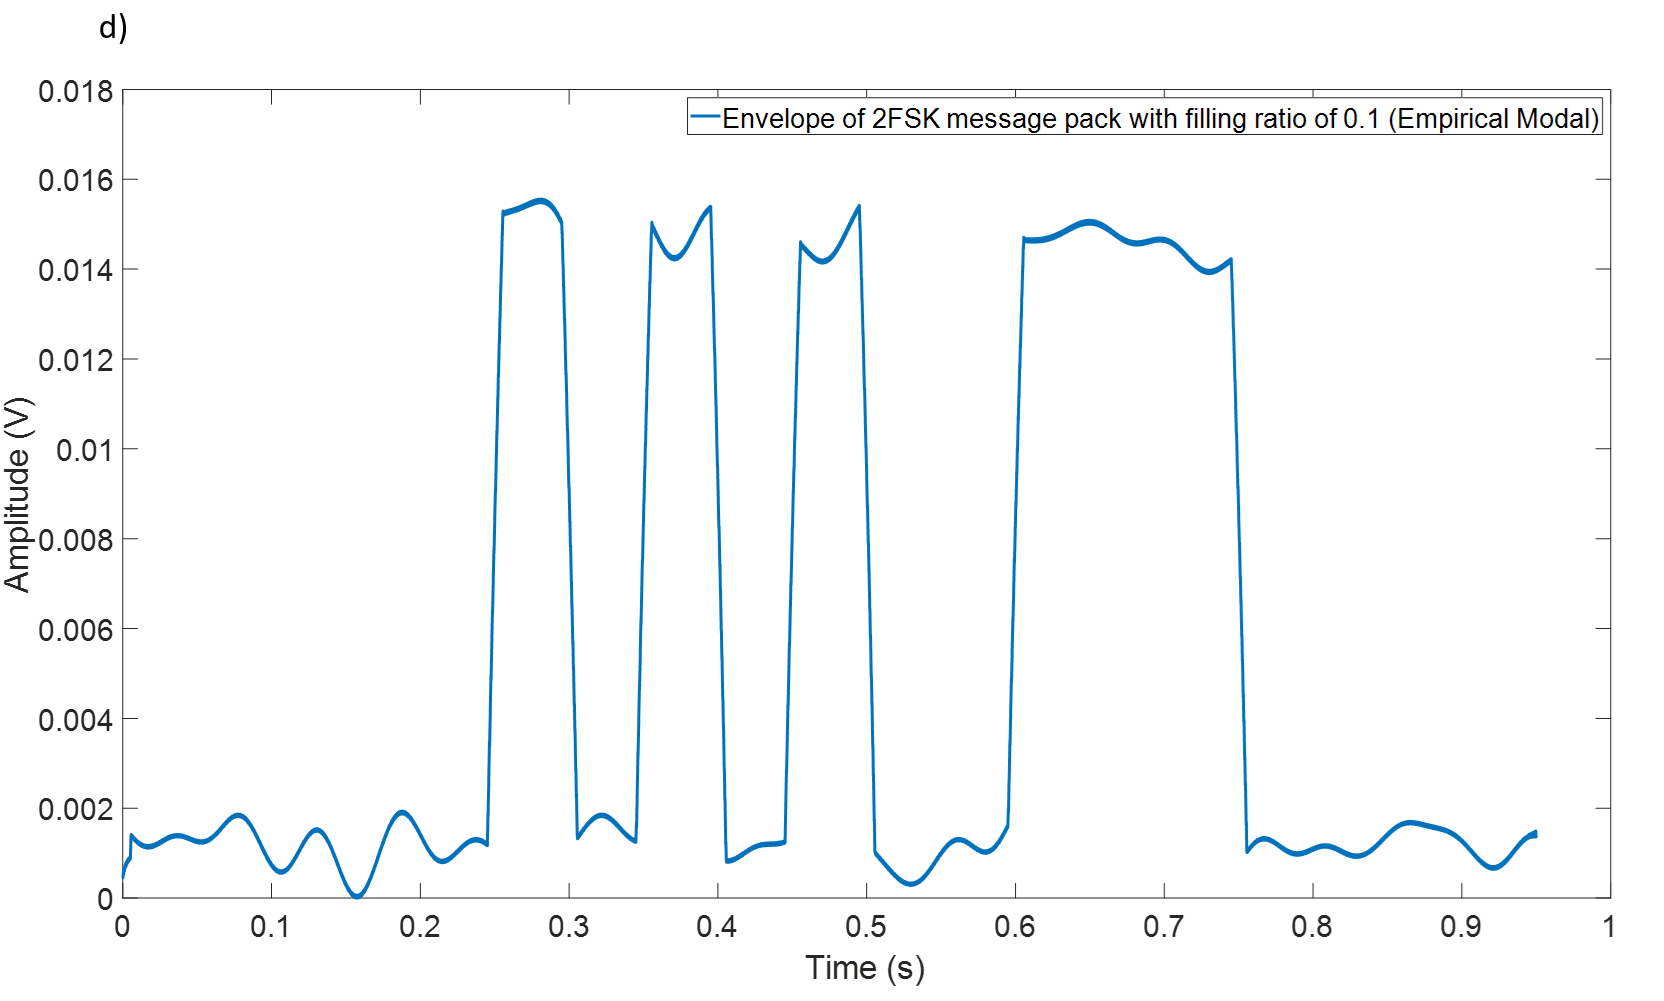 d)
Envelope of 2FSK message pack with filling ratio of 0.1 (Empirical Modal)
0.018
0.016
0.014
0.012
0.01
0.008
0.006
0.004
0.002
0
Amplitude (V)
0 0.1 0.2 0.3 0.4 0.5 0.6 0.7 0.8 0.9 1
Time (s)